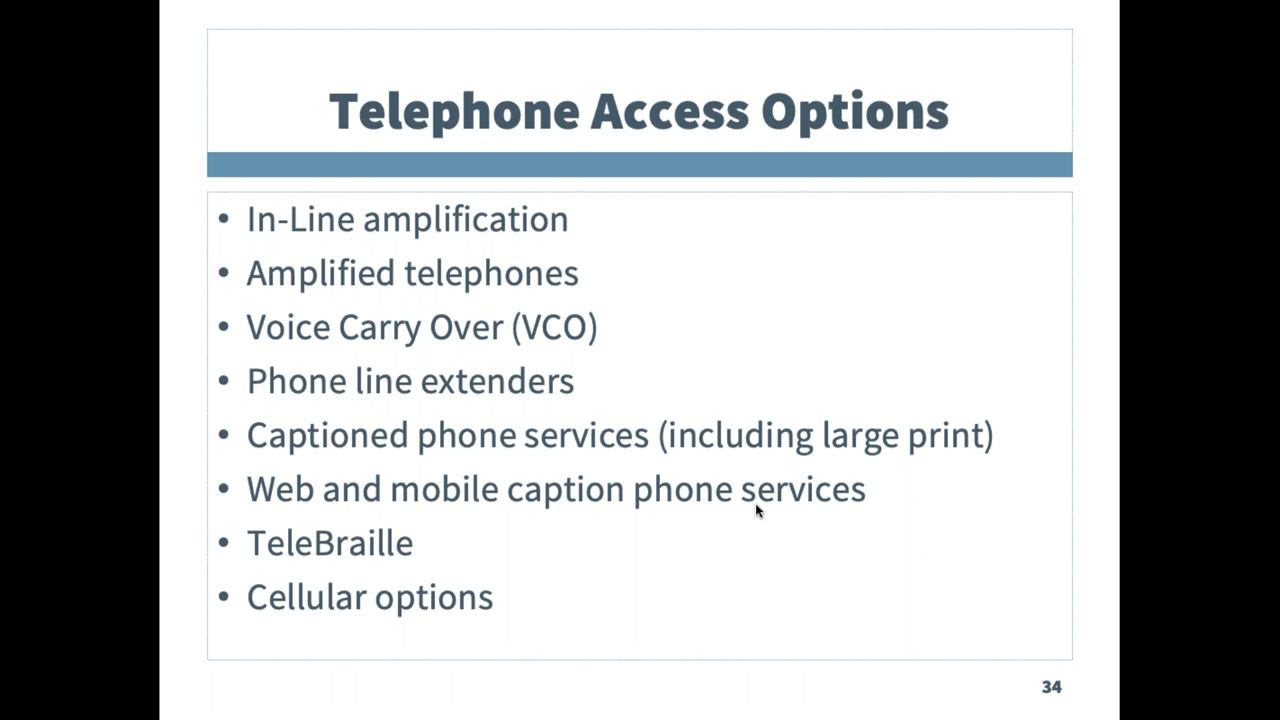 Telephone Access Options
• In-Line amplification
• Amplified telephones
• Voice Carry Over (VCO)
• Phone line extenders
• Captioned phone services (including large print)
• Web and mobile caption phone services
• TeleBraille
• Cellular options
34